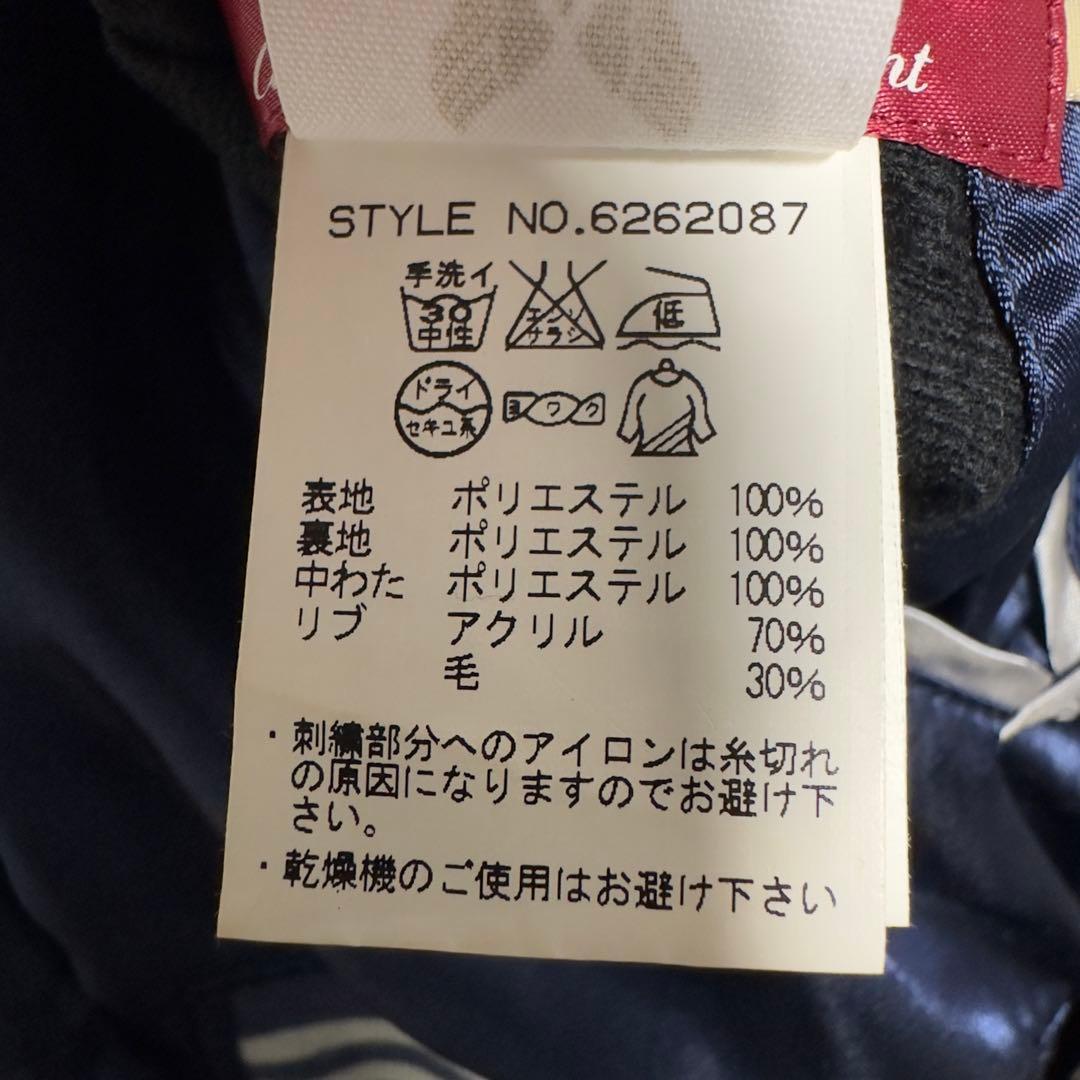 nt
STYLE NO.6262087
手洗イ
30
中性
エンソ
サラシ
低
ドライ
セキユ系
ヨワク
表地 ポリエステル 100%
裏地 ポリエステル 100%
中わた ポリエステル 100%
リブ アクリル 70%
毛 30%
・刺繍部分へのアイロンは糸切れ
の原因になりますのでお避け下
さい。
・乾燥機のご使用はお避け下さい